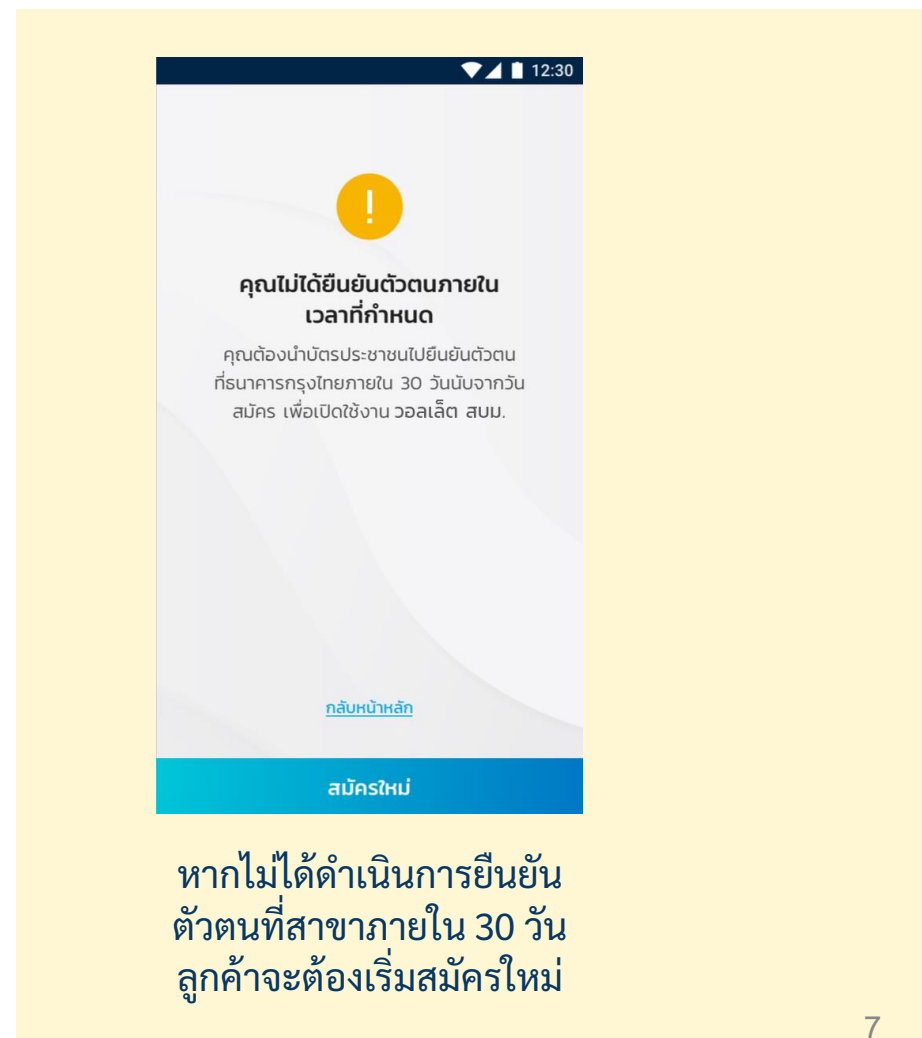 12:30
คุณไม่ได้ยืนยันตัวตนภายใน
เวลาที่กำหนด
คุณต้องนำบัตรประชาชนไปยืนยันตัวตน
ที่ธนาคารกรุงไทยภายใน 30 วันนับจากวัน
สมัคร เพื่อเปิดใช้งาน วอลเล็ต สบม.
กลับหน้าหลัก
สมัครใหม่
หากไม่ได้ดำเนินการยืนยัน
ตัวตนที่สาขาภายใน 30 วัน
ลูกค้าจะต้องเริ่มสมัครใหม่
7